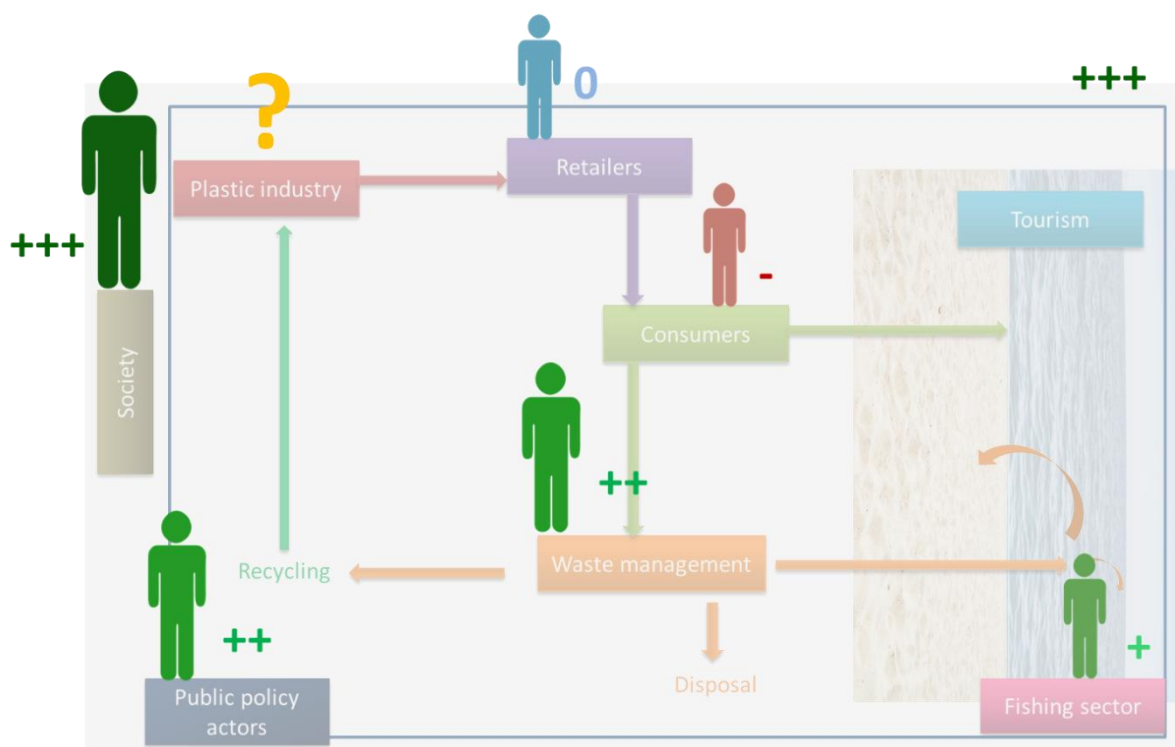 0
+++
?
Retailers
Plastic industry
Tourism
+++
-
Consumers
Society
++
Waste management
Recycling
++
+
Disposal
Public policy
actors
Fishing sector